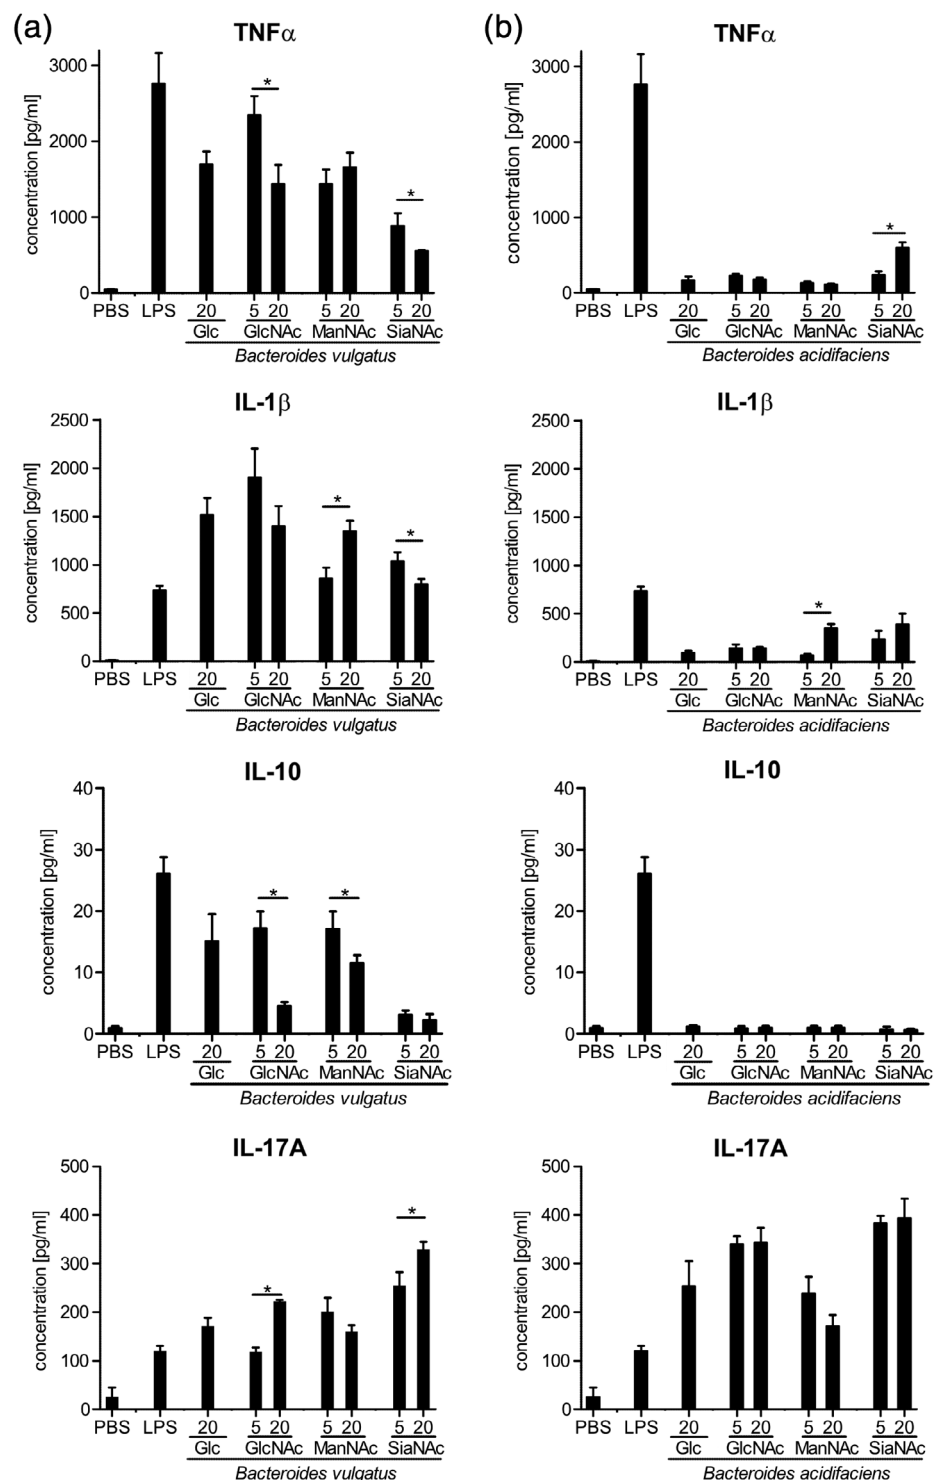 (a)
TNFα
concentration [pg/ml]
3000
2000
1000
0
PBS LPS 20 5 20 5 20 5 20
Glc GlcNAc ManNAc SiaNAc
Bacteroides vulgatus
*
*
(b)
TNFα
concentration [pg/ml]
3000
2000
1000
0
PBS LPS 20 5 20 5 20 5 20
Glc GlcNAc ManNAc SiaNAc
Bacteroides acidifaciens
*
IL-1β
concentration [pg/ml]
2500
2000
1500
1000
500
0
PBS LPS 20 5 20 5 20 5 20
Glc GlcNAc ManNAc SiaNAc
Bacteroides vulgatus
*
*
IL-1β
concentration [pg/ml]
2500
2000
1500
1000
500
0
PBS LPS 20 5 20 5 20 5 20
Glc GlcNAc ManNAc SiaNAc
Bacteroides acidifaciens
*
IL-10
concentration [pg/ml]
40
30
20
10
0
PBS LPS 20 5 20 5 20 5 20
Glc GlcNAc ManNAc SiaNAc
Bacteroides vulgatus
*
*
IL-10
concentration [pg/ml]
40
30
20
10
0
PBS LPS 20 5 20 5 20 5 20
Glc GlcNAc ManNAc SiaNAc
Bacteroides acidifaciens
IL-17A
concentration [pg/ml]
500
400
300
200
100
0
PBS LPS 20 5 20 5 20 5 20
Glc GlcNAc ManNAc SiaNAc
Bacteroides vulgatus
*
*
IL-17A
concentration [pg/ml]
500
400
300
200
100
0
PBS LPS 20 5 20 5 20 5 20
Glc GlcNAc ManNAc SiaNAc
Bacteroides acidifaciens